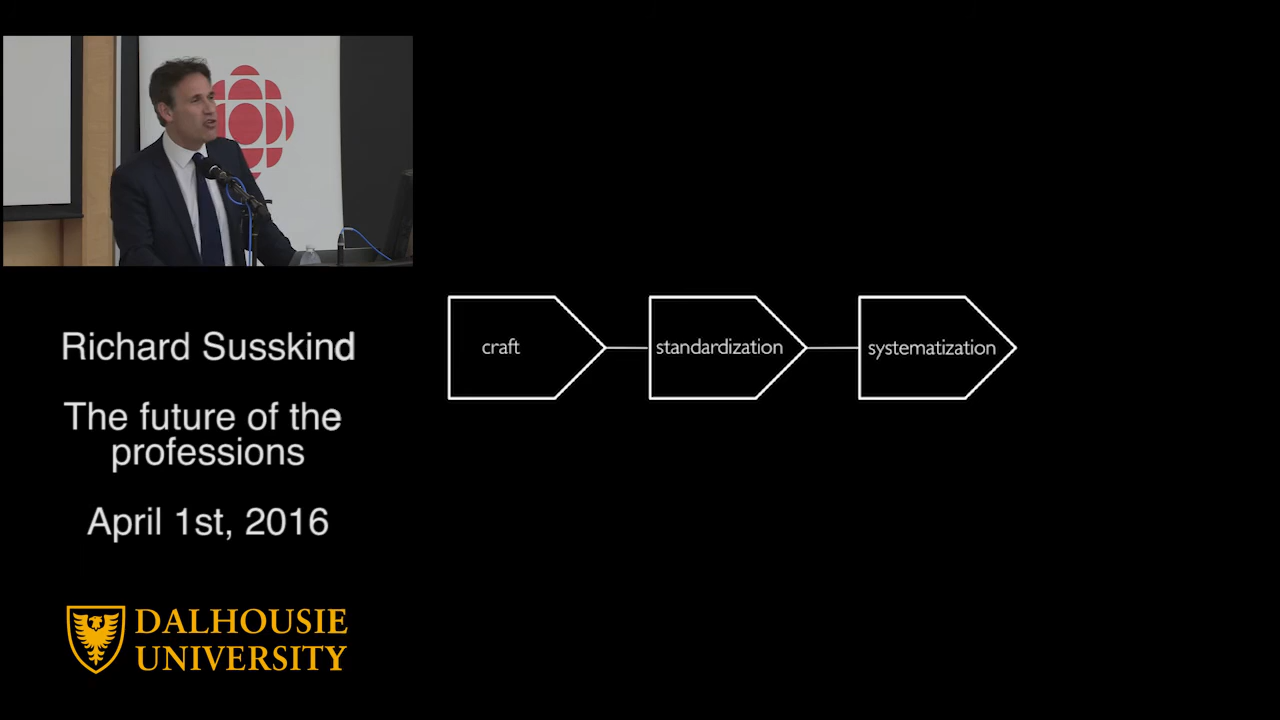 Richard Susskind
The future of the
professions
April 1st, 2016
DALHOUSIE
UNIVERSITY
craft
standardization
systematization